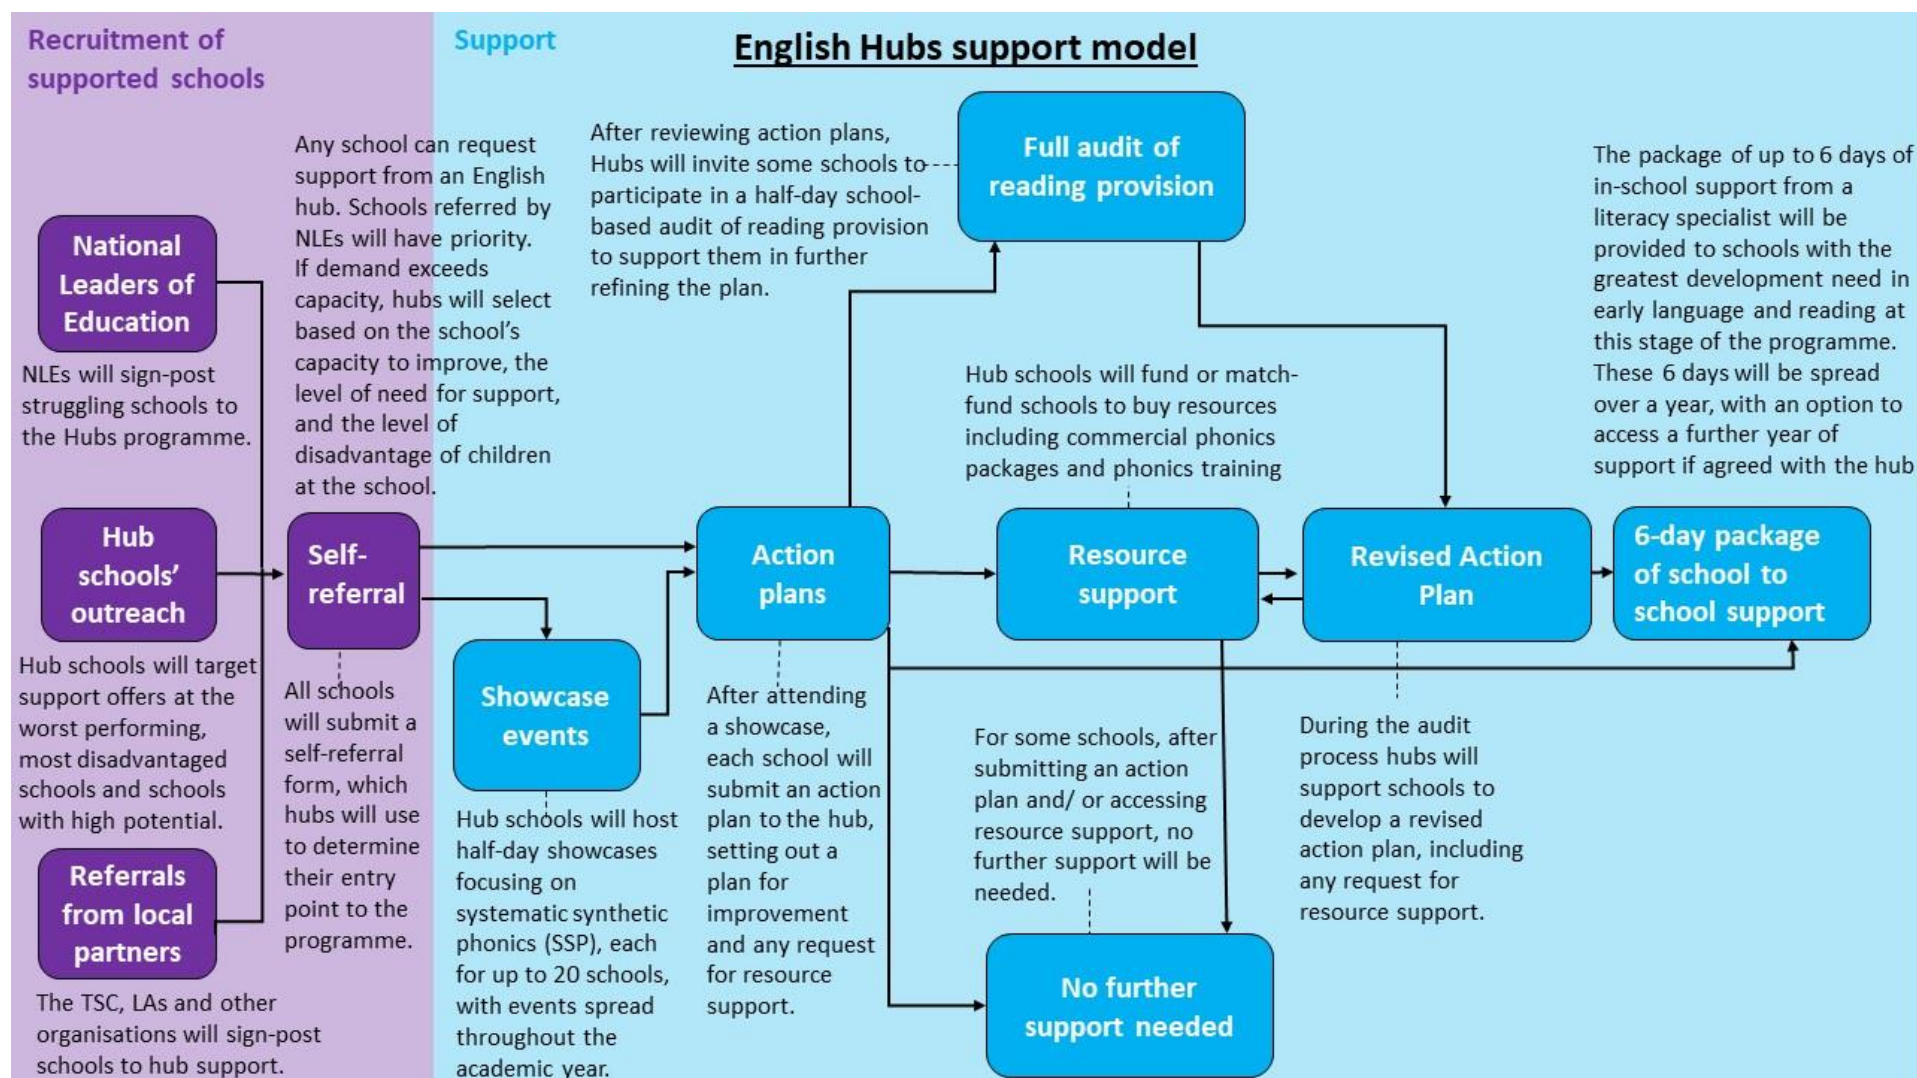 Recruitment of
supported schools
Support
English Hubs support model
National
Leaders of
Education
NLEs will sign-post
struggling schools to
the Hubs programme.
Hub
schools’
outreach
Hub schools will target
support offers at the
worst performing,
most disadvantaged
schools and schools
with high potential.
Referrals
from local
partners
The TSC, LAs and other
organisations will sign-post
schools to hub support.
Any school can request
support from an English
hub. Schools referred by
NLEs will have priority.
If demand exceeds
capacity, hubs will select
based on the school’s
capacity to improve, the
level of need for support,
and the level of
disadvantage of children
at the school.
Self-
referral
All schools
will submit a
self-referral
form, which
hubs will use
to determine
their entry
point to the
programme.
Showcase
events
Hub schools will host
half-day showcases
focusing on
systematic synthetic
phonics (SSP), each
for up to 20 schools,
with events spread
throughout the
academic year.
After reviewing action plans,
Hubs will invite some schools to
participate in a half-day school-
based audit of reading provision
to support them in further
refining the plan.
Full audit of
reading provision
Action
plans
After attending
a showcase,
each school will
submit an action
plan to the hub,
setting out a
plan for
improvement
and any request
for resource
support.
Hub schools will fund or match-
fund schools to buy resources
including commercial phonics
packages and phonics training
Resource
support
For some schools, after
submitting an action
plan and/ or accessing
resource support, no
further support will be
needed.
No further
support needed
Revised Action
Plan
During the audit
process hubs will
support schools to
develop a revised
action plan, including
any request for
resource support.
The package of up to 6 days of
in-school support from a
literacy specialist will be
provided to schools with the
greatest development need in
early language and reading at
this stage of the programme.
These 6 days will be spread
over a year, with an option to
access a further year of
support if agreed with the hub
6-day package
of school to
school support